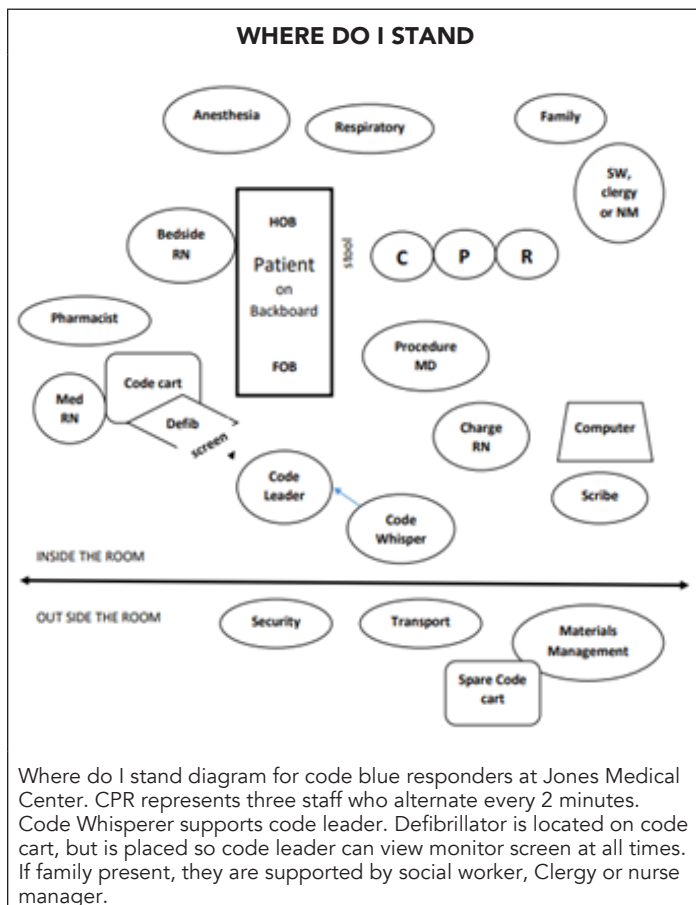 WHERE DO I STAND
Anesthesia
Respiratory
Family
SW,
clergy
or NM
Bedside
RN
HOB
Patient
on
Backboard
FOB
stool
C
P
R
Pharmacist
Procedure
MD
Med
RN
Code cart
Defib
screen
Charge
RN
Computer
Code
Leader
Scribe
Code
Whisper
INSIDE THE ROOM
OUT SIDE THE ROOM
Security
Transport
Materials
Management
Spare Code
cart
Where do I stand diagram for code blue responders at Jones Medical
Center. CPR represents three staff who alternate every 2 minutes.
Code Whisperer supports code leader. Defibrillator is located on code
cart, but is placed so code leader can view monitor screen at all times.
If family present, they are supported by social worker, Clergy or nurse
manager.